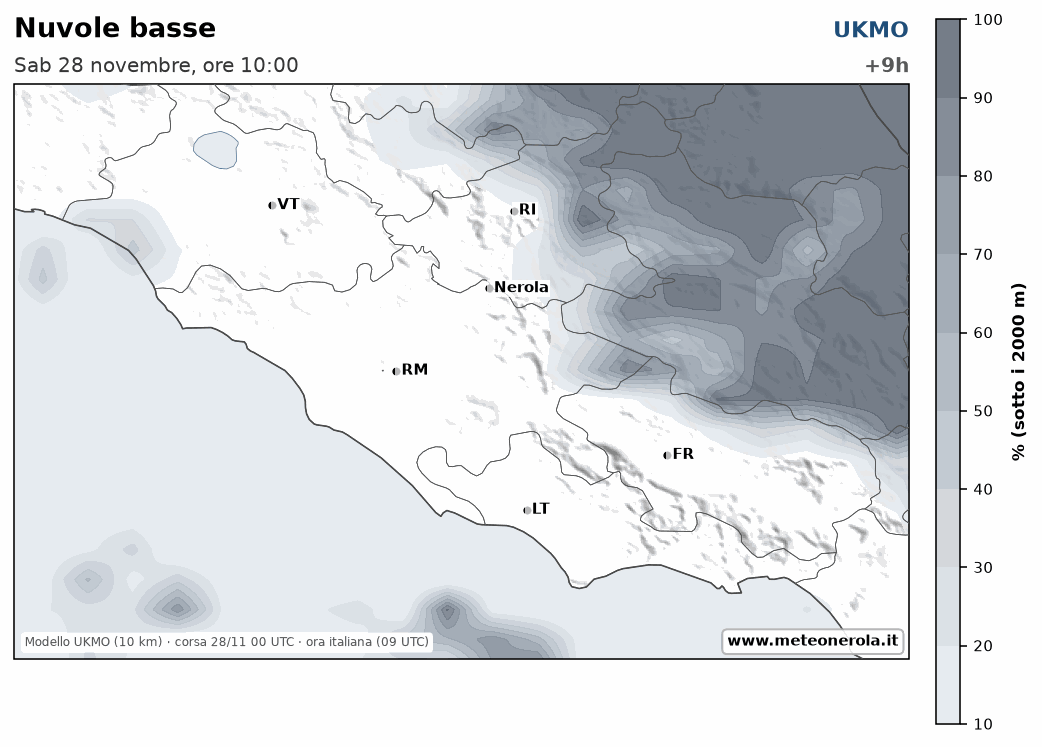 Nuvole basse
UKMO
Sab 28 novembre, ore 10:00
+9h
VT
RI
Nerola
RM
FR
LT
Modello UKMO (10 km) · corsa 28/11 00 UTC · ora italiana (09 UTC)
www.meteonerola.it
100
90
80
70
60
50
40
30
20
10
% (sotto i 2000 m)